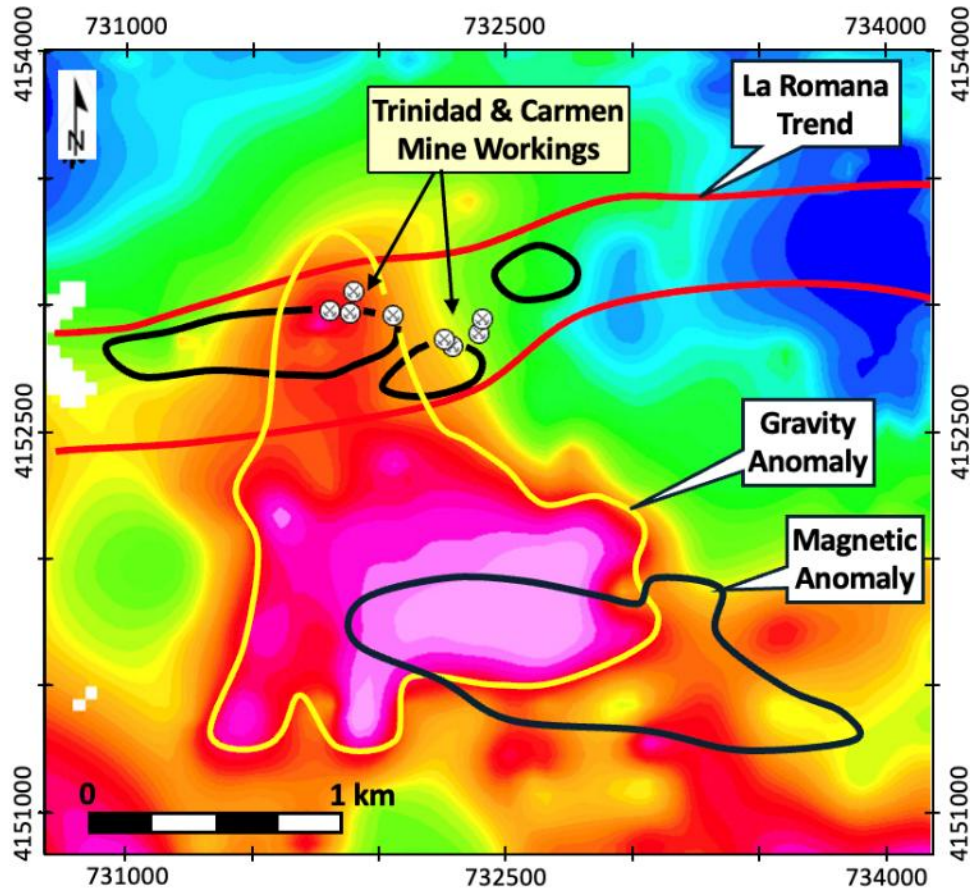 731000
732500
734000
4154000
4154000
La Romana
Trend
Trinidad & Carmen
Mine Workings
N
4152500
4152500
Gravity
Anomaly
Magnetic
Anomaly
0
1 km
4151000
4151000
731000
732500
734000